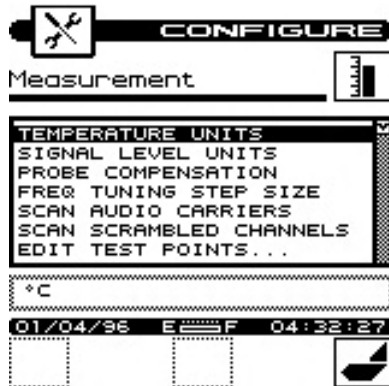 CONFIGURE
Measurement
TEMPERATURE UNITS
SIGNAL LEVEL UNITS
PROBE COMPENSATION
FREQ TUNING STEP SIZE
SCAN AUDIO CARRIERS
SCAN SCRAMBLED CHANNELS
EDIT TEST POINTS...
°C
01/04/96 E F 04:32:27